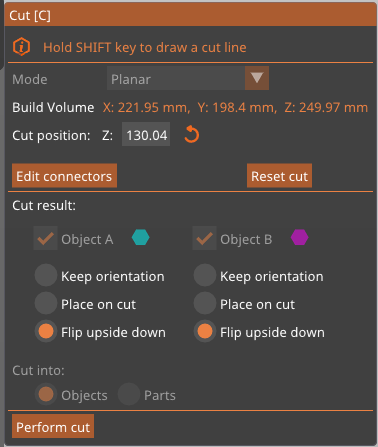 Cut [C]
Hold SHIFT key to draw a cut line
Mode Planar
Build Volume X: 221.95 mm, Y: 198.4 mm, Z: 249.97 mm
Cut position: Z: 130.04
Edit connectors Reset cut
Cut result:
Object A Object B
Keep orientation Keep orientation
Place on cut Place on cut
Flip upside down Flip upside down
Cut into:
Objects Parts
Perform cut